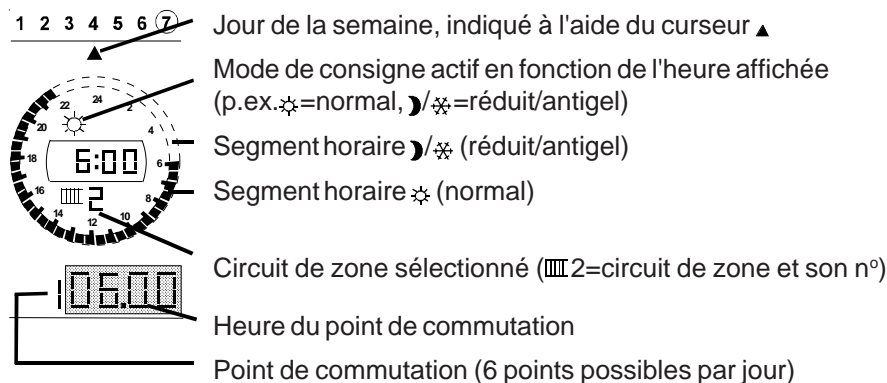 1 2 3 4 5 6 7
Jour de la semaine, indiqué à l'aide du curseur ▲
Mode de consigne actif en fonction de l'heure affichée
(p.ex.☼=normal, ☽/❄=réduit/antigel)
Segment horaire ☽/❄ (réduit/antigel)
Segment horaire ☼ (normal)
22 24 2
20 4
18 6:00 6
16 2 8
14 12 10
Circuit de zone sélectionné (𝍫2=circuit de zone et son nº)
1 06.00
Heure du point de commutation
Point de commutation (6 points possibles par jour)